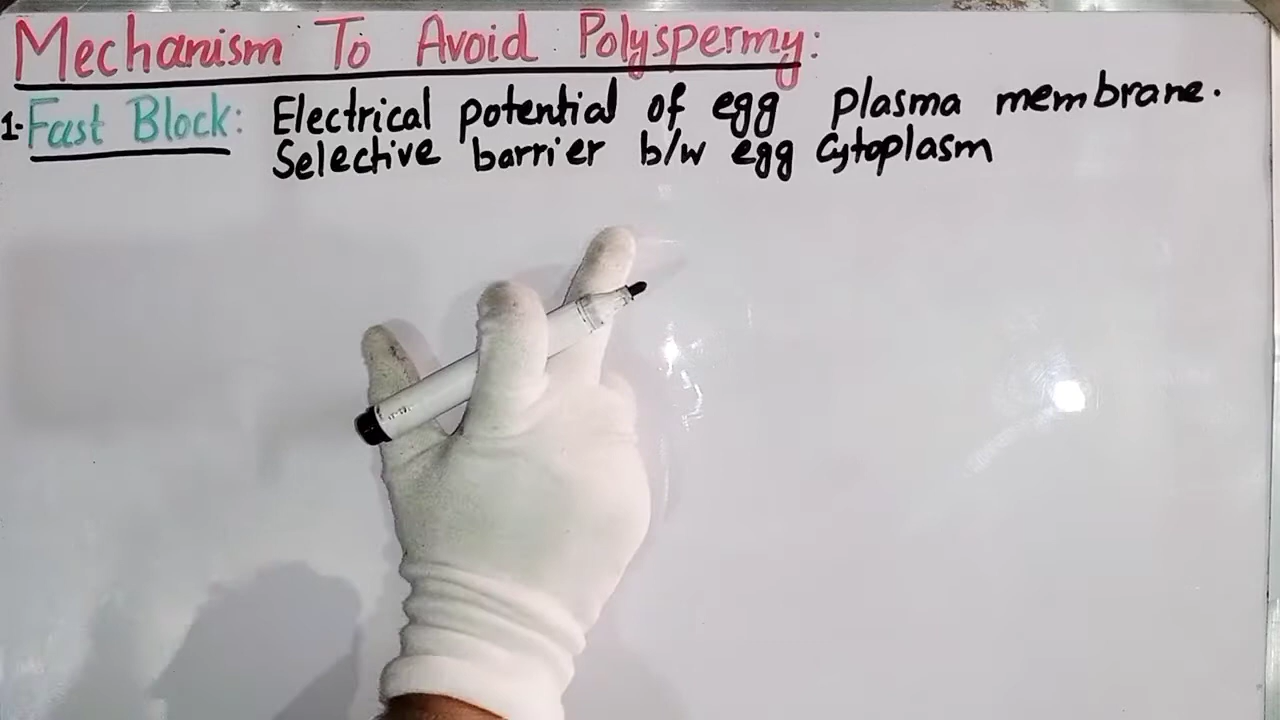 Mechanism To Avoid Polyspermy:
1. Fast Block: Electrical potential of egg plasma membrane.
Selective barrier b/w egg Cytoplasm